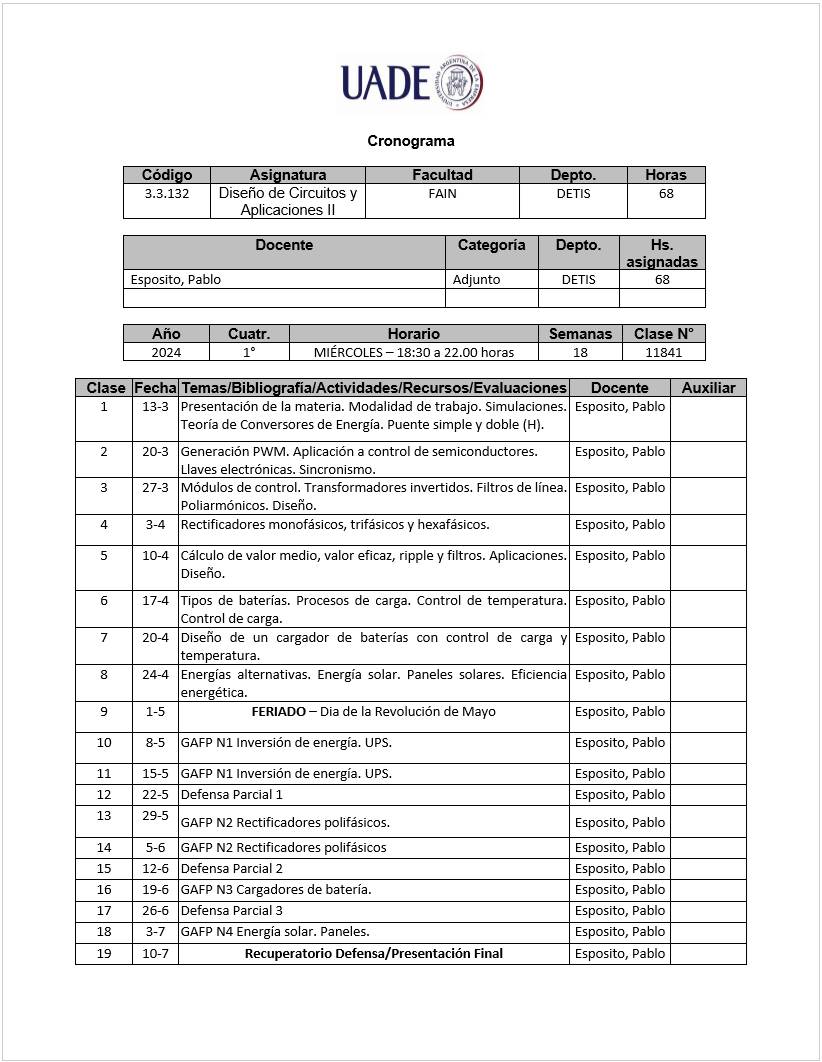 UADE
UNIVERSIDAD ARGENTINA DE LA EMPRESA
Cronograma
Código Asignatura Facultad Depto. Horas
3.3.132 Diseño de Circuitos y FAIN DETIS 68
Aplicaciones II
Docente Categoría Depto. Hs.
asignadas
Esposito, Pablo Adjunto DETIS 68
Año Cuatr. Horario Semanas Clase N°
2024 1° MIÉRCOLES – 18:30 a 22.00 horas 18 11841
Clase Fecha Temas/Bibliografía/Actividades/Recursos/Evaluaciones Docente Auxiliar
1 13-3 Presentación de la materia. Modalidad de trabajo. Simulaciones. Esposito, Pablo
Teoría de Conversores de Energía. Puente simple y doble (H).
2 20-3 Generación PWM. Aplicación a control de semiconductores. Esposito, Pablo
Llaves electrónicas. Sincronismo.
3 27-3 Módulos de control. Transformadores invertidos. Filtros de línea. Esposito, Pablo
Poliarmónicos. Diseño.
4 3-4 Rectificadores monofásicos, trifásicos y hexafásicos. Esposito, Pablo
5 10-4 Cálculo de valor medio, valor eficaz, ripple y filtros. Aplicaciones. Esposito, Pablo
Diseño.
6 17-4 Tipos de baterías. Procesos de carga. Control de temperatura. Esposito, Pablo
Control de carga.
7 20-4 Diseño de un cargador de baterías con control de carga y Esposito, Pablo
temperatura.
8 24-4 Energías alternativas. Energía solar. Paneles solares. Eficiencia Esposito, Pablo
energética.
9 1-5 FERIADO – Dia de la Revolución de Mayo Esposito, Pablo
10 8-5 GAFP N1 Inversión de energía. UPS. Esposito, Pablo
11 15-5 GAFP N1 Inversión de energía. UPS. Esposito, Pablo
12 22-5 Defensa Parcial 1 Esposito, Pablo
13 29-5 GAFP N2 Rectificadores polifásicos. Esposito, Pablo
14 5-6 GAFP N2 Rectificadores polifásicos Esposito, Pablo
15 12-6 Defensa Parcial 2 Esposito, Pablo
16 19-6 GAFP N3 Cargadores de batería. Esposito, Pablo
17 26-6 Defensa Parcial 3 Esposito, Pablo
18 3-7 GAFP N4 Energía solar. Paneles. Esposito, Pablo
19 10-7 Recuperatorio Defensa/Presentación Final Esposito, Pablo